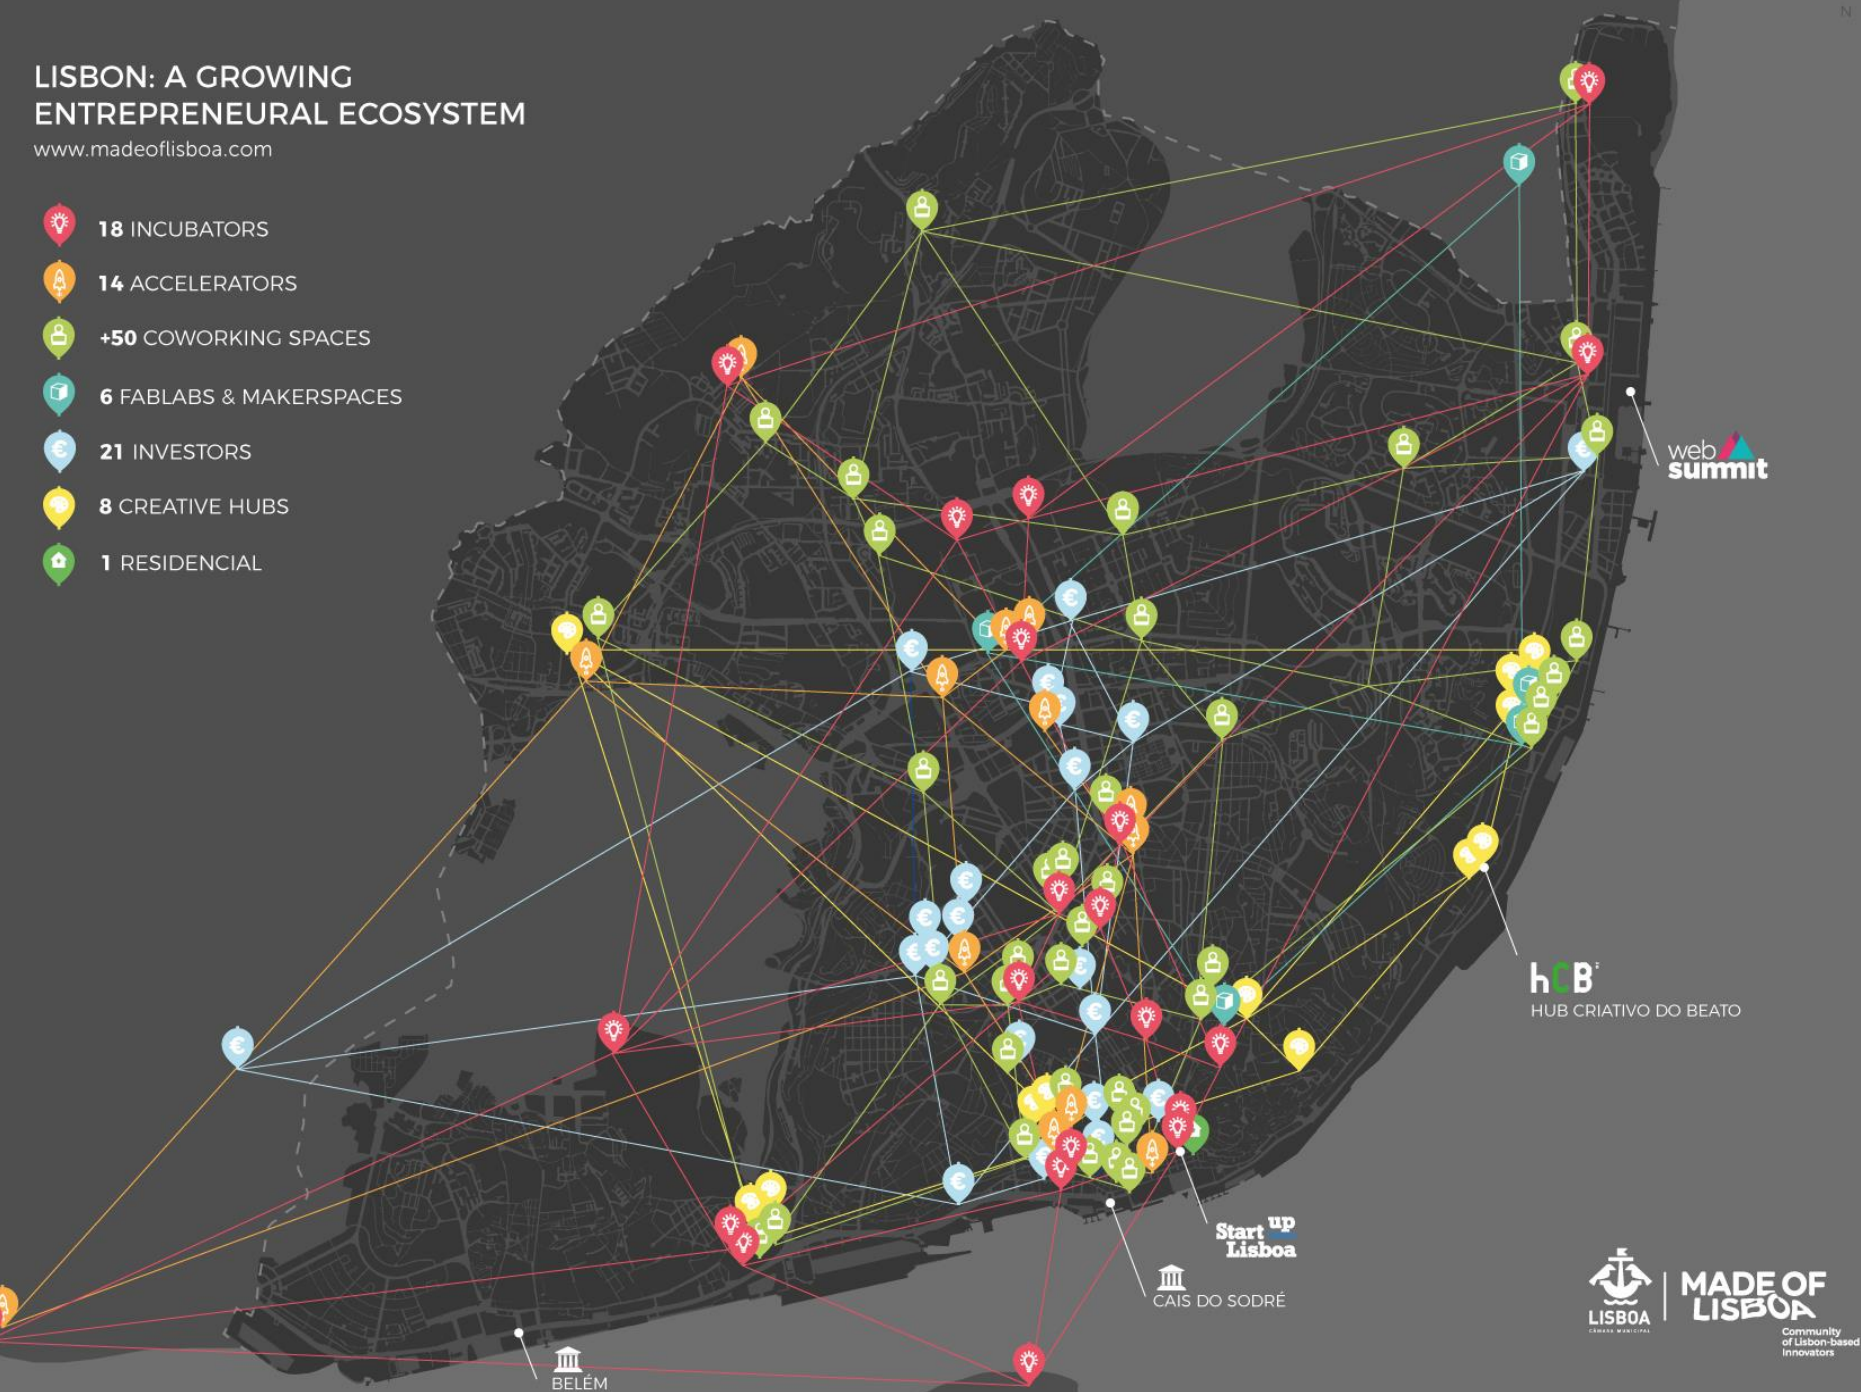 N
LISBON: A GROWING
ENTREPRENEURAL ECOSYSTEM
www.madeoflisboa.com
18 INCUBATORS
14 ACCELERATORS
+50 COWORKING SPACES
6 FABLABS & MAKERSPACES
21 INVESTORS
8 CREATIVE HUBS
1 RESIDENCIAL
web
summit
hCB
HUB CRIATIVO DO BEATO
Start up
Lisboa
CAIS DO SODRÉ
BELÉM
LISBOA
CÂMARA MUNICIPAL
MADE OF
LISBOA
Community
of Lisbon-based
Innovators